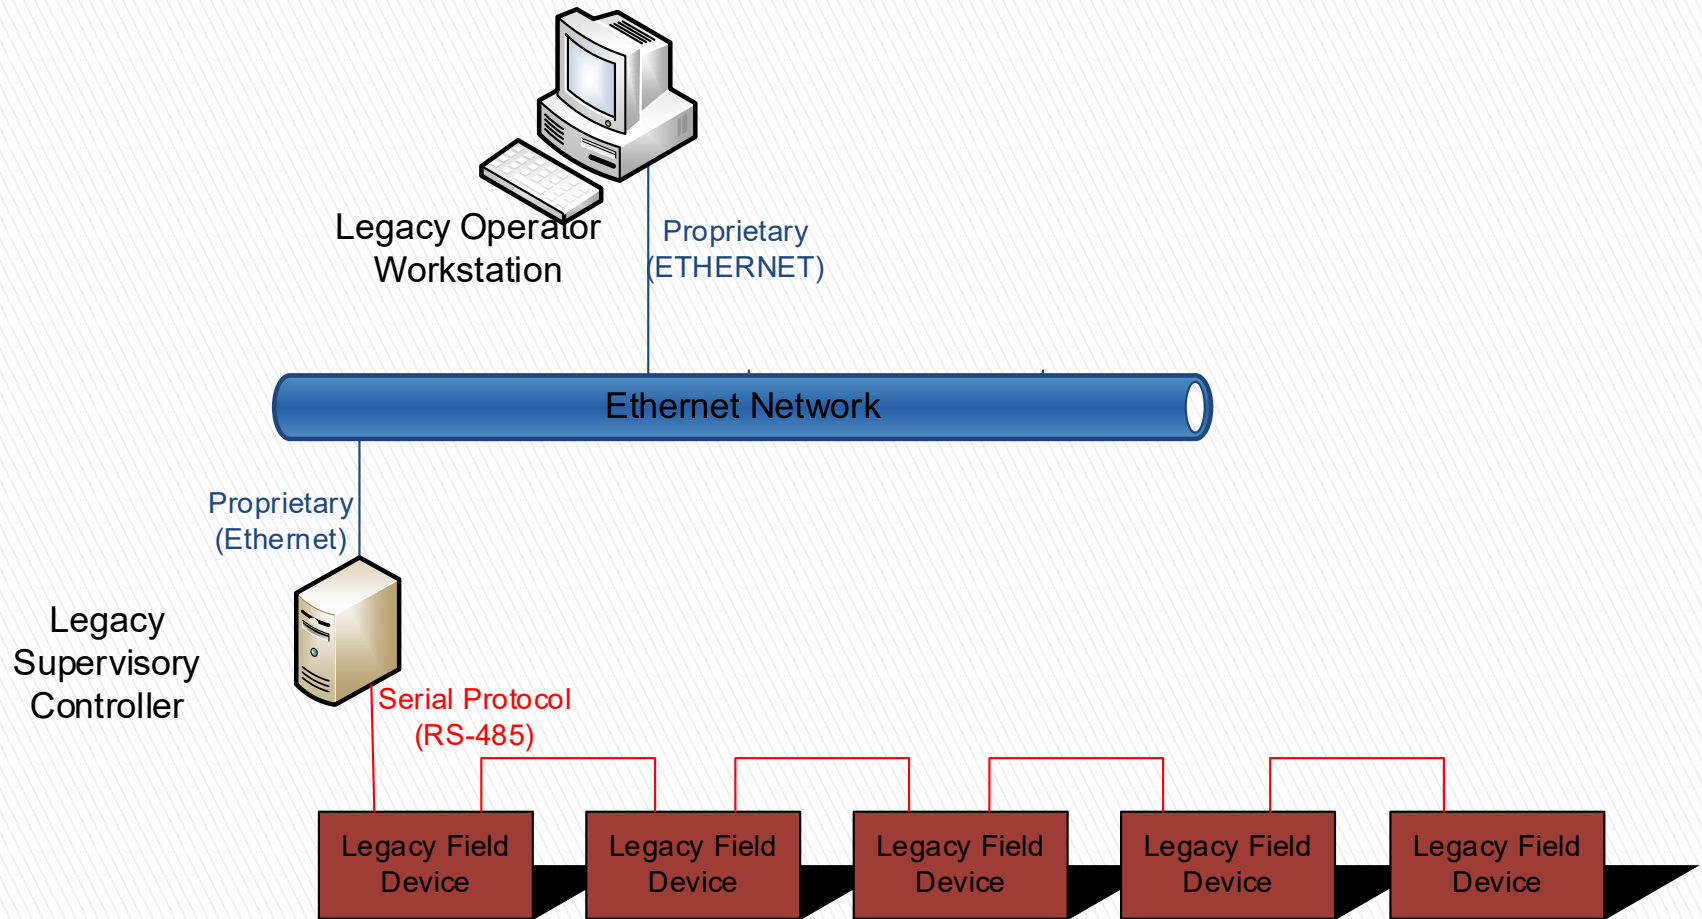 Legacy Operator
Workstation
Proprietary
(ETHERNET)
Ethernet Network
Proprietary
(Ethernet)
Legacy
Supervisory
Controller
Serial Protocol
(RS-485)
Legacy Field
Device
Legacy Field
Device
Legacy Field
Device
Legacy Field
Device
Legacy Field
Device